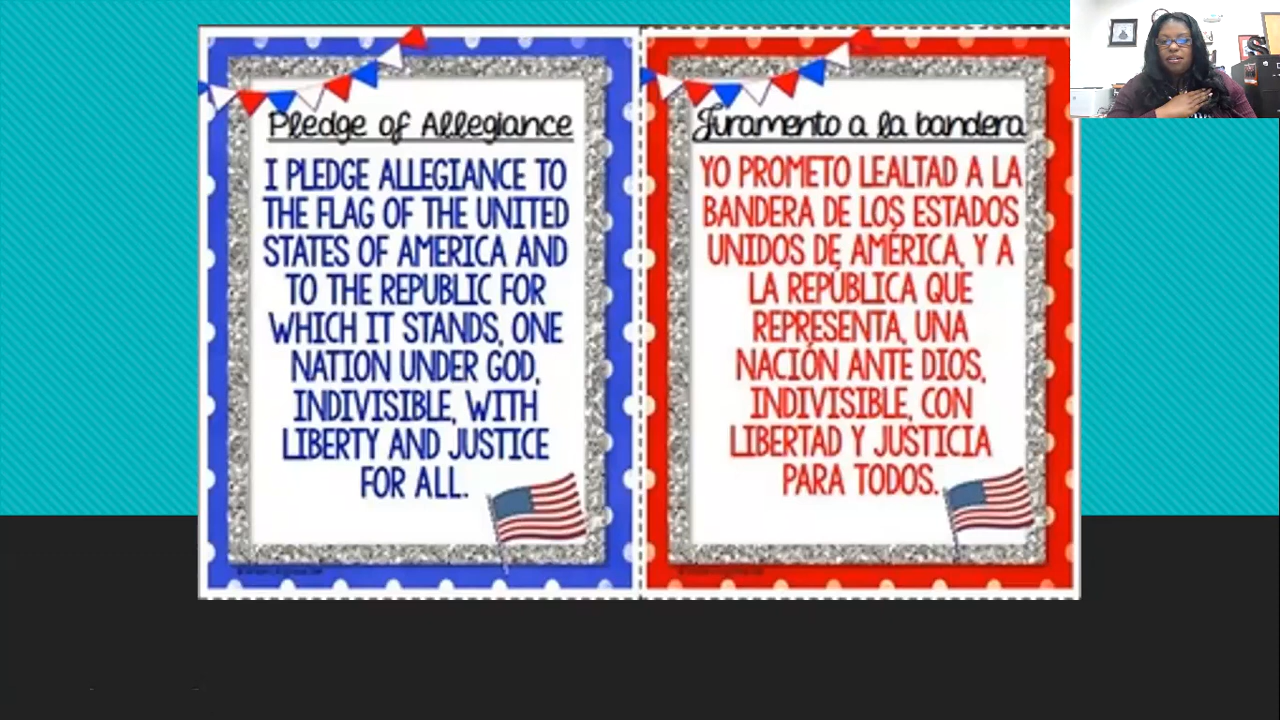 Pledge of Allegiance
I PLEDGE ALLEGIANCE TO
THE FLAG OF THE UNITED
STATES OF AMERICA AND
TO THE REPUBLIC FOR
WHICH IT STANDS, ONE
NATION UNDER GOD,
INDIVISIBLE, WITH
LIBERTY AND JUSTICE
FOR ALL.
Juramento a la bandera
YO PROMETO LEALTAD A LA
BANDERA DE LOS ESTADOS
UNIDOS DE AMÉRICA, Y A
LA REPÚBLICA QUE
REPRESENTA, UNA
NACIÓN ANTE DIOS,
INDIVISIBLE, CON
LIBERTAD Y JUSTICIA
PARA TODOS.